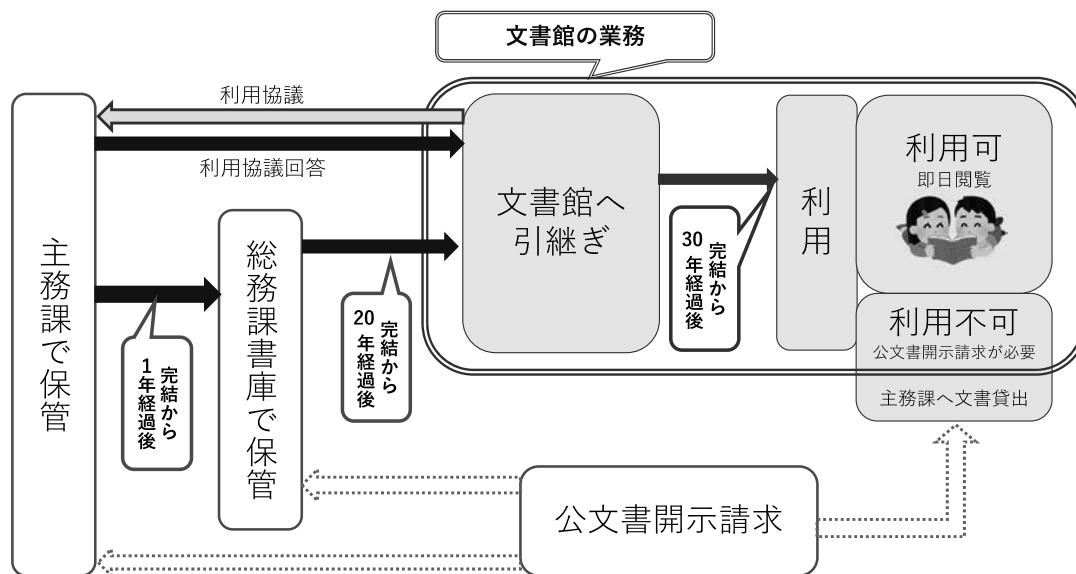 文書館の業務
利用協議
利用協議回答
主務課で保管
完結から
1年経過後
総務課書庫で保管
完結から
20年経過後
文書館へ
引継ぎ
完結から
30年経過後
利用
利用可
即日閲覧
利用不可
公文書開示請求が必要
主務課へ文書貸出
公文書開示請求